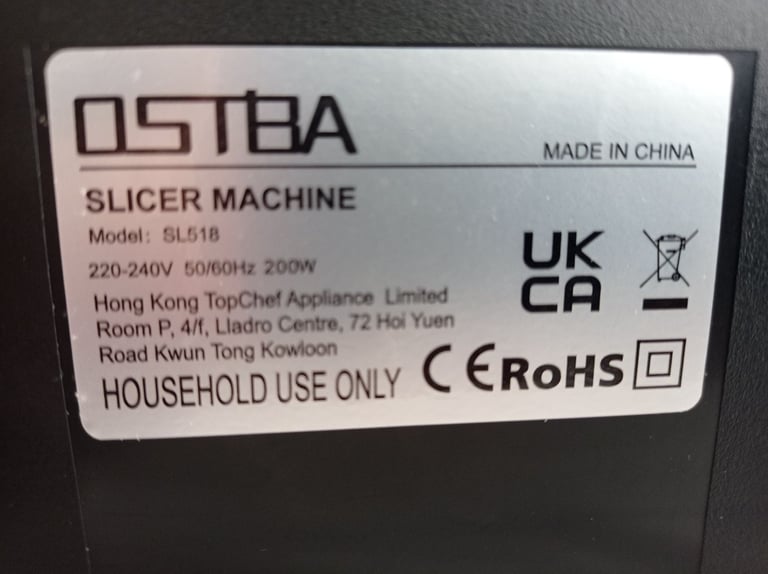 OSTBA
MADE IN CHINA
SLICER MACHINE
Model: SL518
220-240V 50/60Hz 200W
Hong Kong TopChef Appliance Limited
Room P, 4/f, Lladro Centre, 72 Hoi Yuen
Road Kwun Tong Kowloon
HOUSEHOLD USE ONLY
UK
CA
CE RoHS